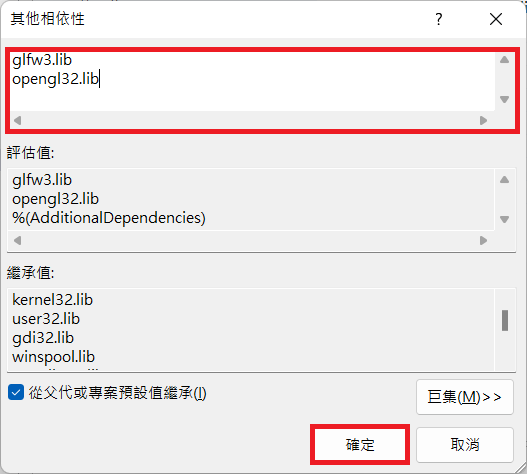 其他相依性
glfw3.lib
opengl32.lib
評估值:
glfw3.lib
opengl32.lib
%(AdditionalDependencies)
繼承值:
kernel32.lib
user32.lib
gdi32.lib
winspool.lib
從父代或專案預設值繼承(I)
巨集(M)>>
確定
取消